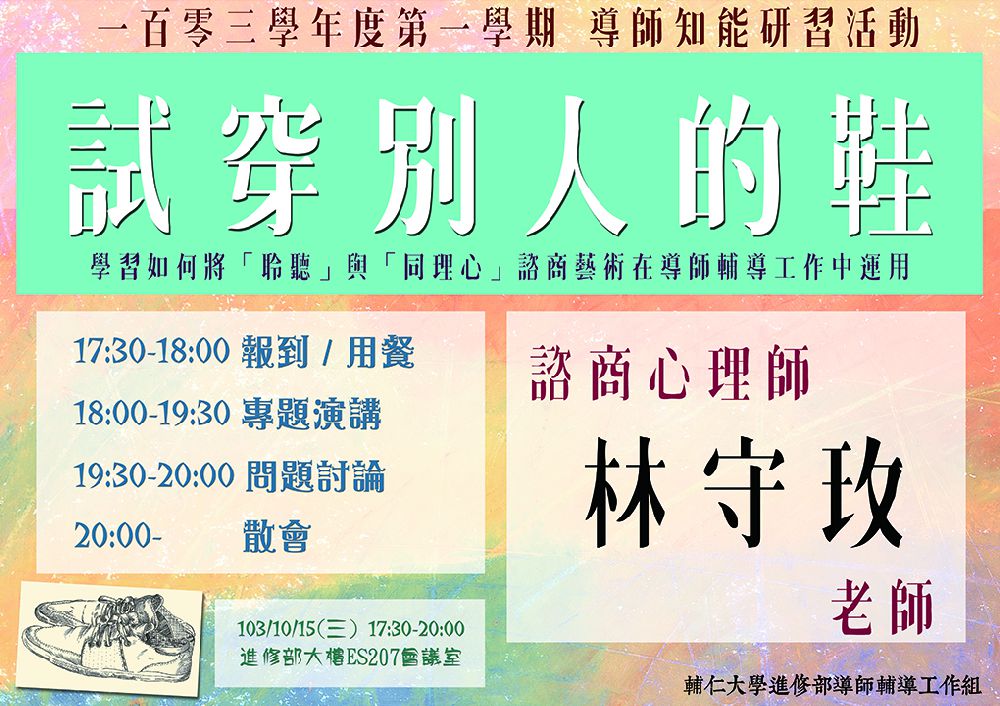 一百零三學年度第一學期 導師知能研習活動
試穿別人的鞋
學習如何將「聆聽」與「同理心」諮商藝術在導師輔導工作中運用
17:30-18:00 報到 / 用餐
18:00-19:30 專題演講
19:30-20:00 問題討論
20:00- 散會
諮商心理師
林守玫
老師
103/10/15(三) 17:30-20:00
進修部大樓ES207會議室
輔仁大學進修部導師輔導工作組